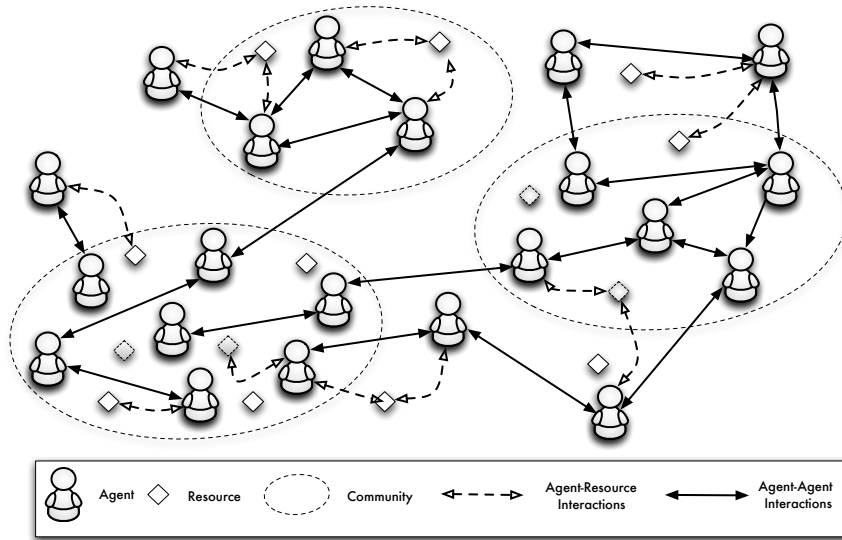 Agent
Resource
Community
Agent-Resource
Interactions
Agent-Agent
Interactions